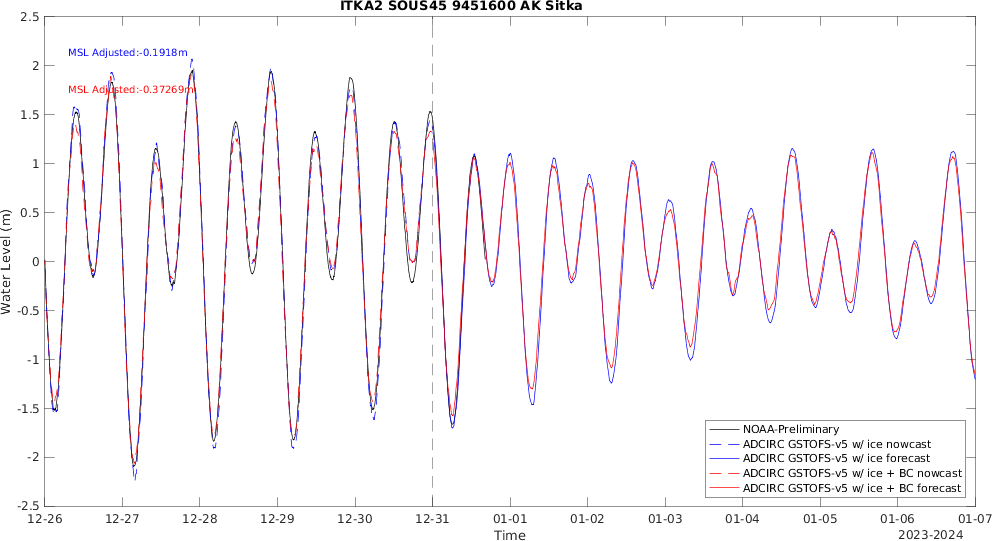 ITKA2 SOUS45 9451600 AK Sitka
MSL Adjusted:-0.1918m
MSL Adjusted:-0.37269m
Water Level (m)
2.5
2
1.5
1
0.5
0
-0.5
-1
-1.5
-2
-2.5
NOAA-Preliminary
ADCIRC GSTOFS-v5 w/ ice nowcast
ADCIRC GSTOFS-v5 w/ ice forecast
ADCIRC GSTOFS-v5 w/ ice + BC nowcast
ADCIRC GSTOFS-v5 w/ ice + BC forecast
12-26 12-27 12-28 12-29 12-30 12-31 01-01 01-02 01-03 01-04 01-05 01-06 01-07
Time
2023-2024